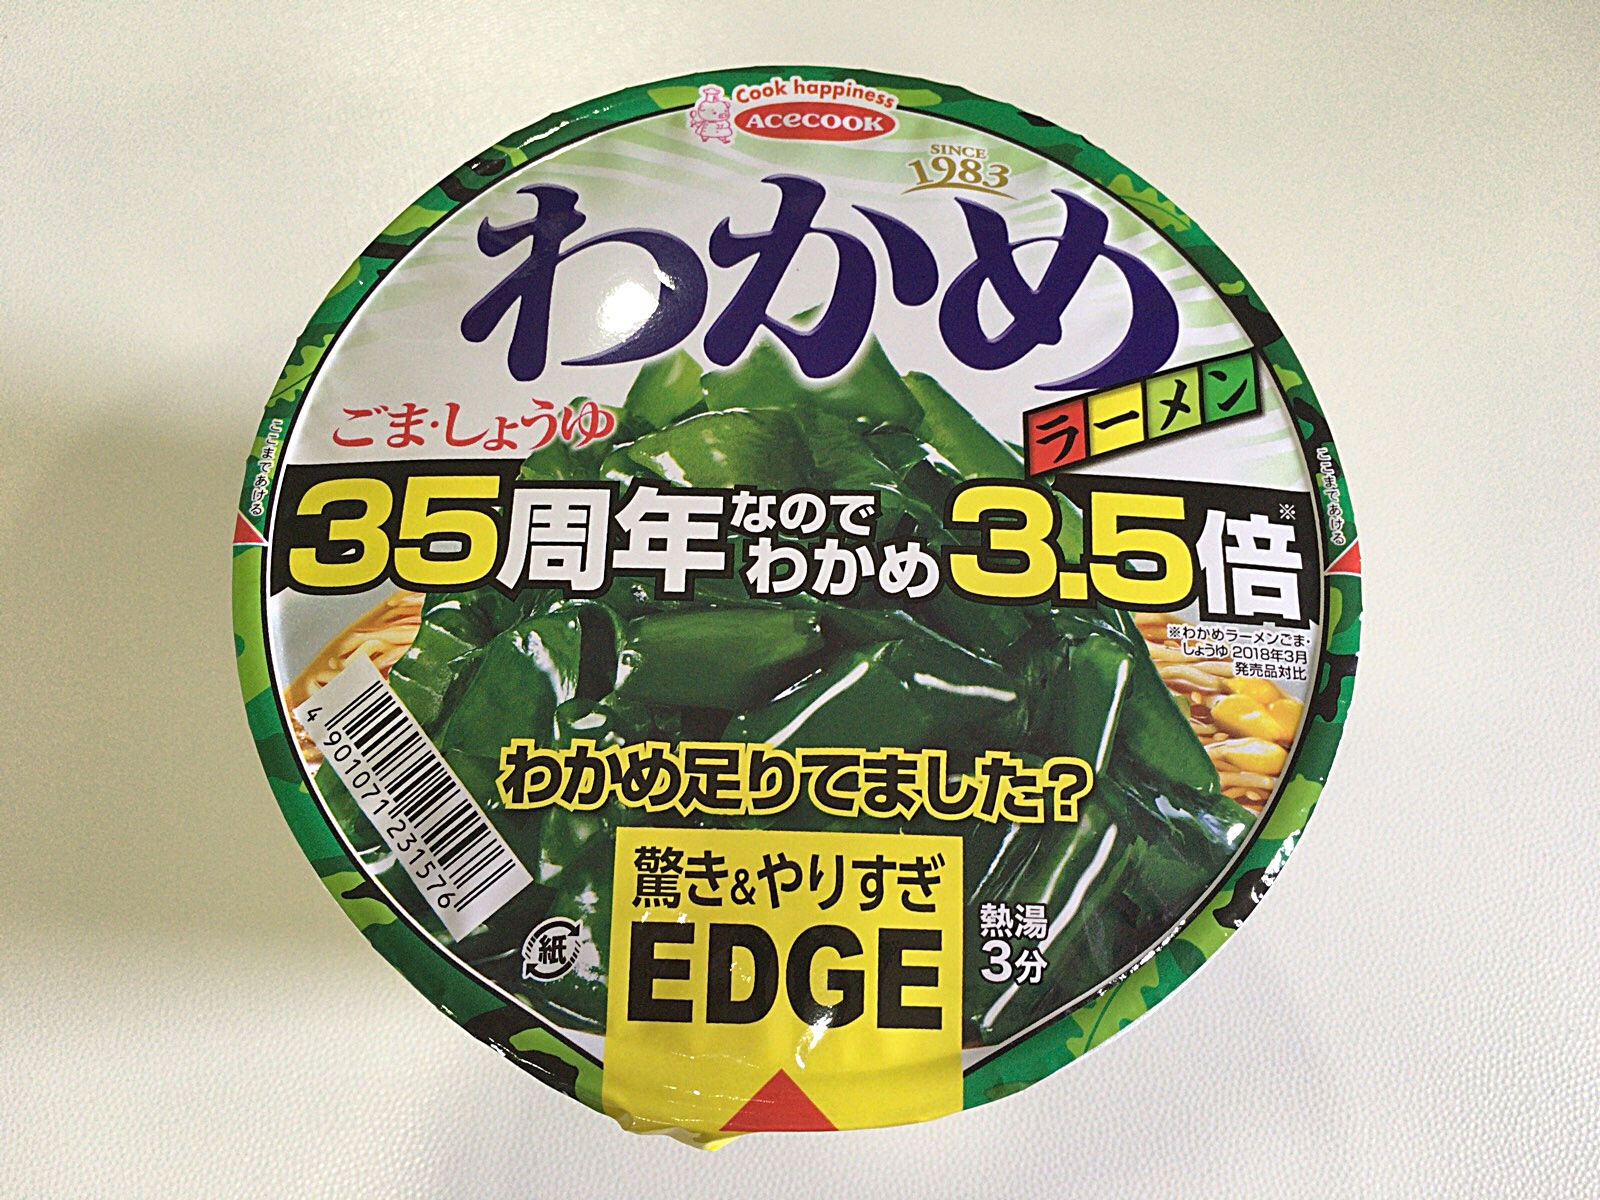 Cook happiness
Acecook
SINCE
1983
わかめ
ラーメン
ごま・しょうゆ
35周年なのでわかめ3.5倍※
※わかめラーメンごま・
しょうゆ 2018年3月
発売品対比
ここまであける
ここまであける
わかめ足りてました?
驚き&やりすぎ
EDGE
熱湯
3分
紙
4 901071 231576